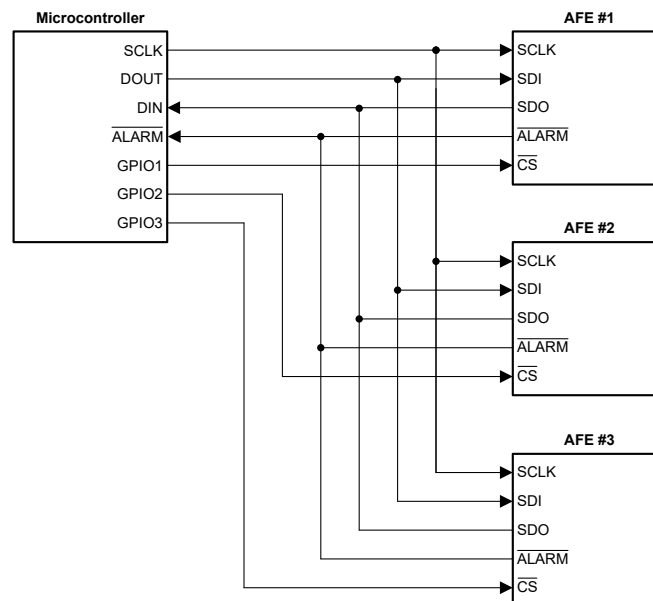 Microcontroller
SCLK
DOUT
DIN
ALARM
GPIO1
GPIO2
GPIO3
AFE #1
SCLK
SDI
SDO
ALARM
CS
AFE #2
SCLK
SDI
SDO
ALARM
CS
AFE #3
SCLK
SDI
SDO
ALARM
CS